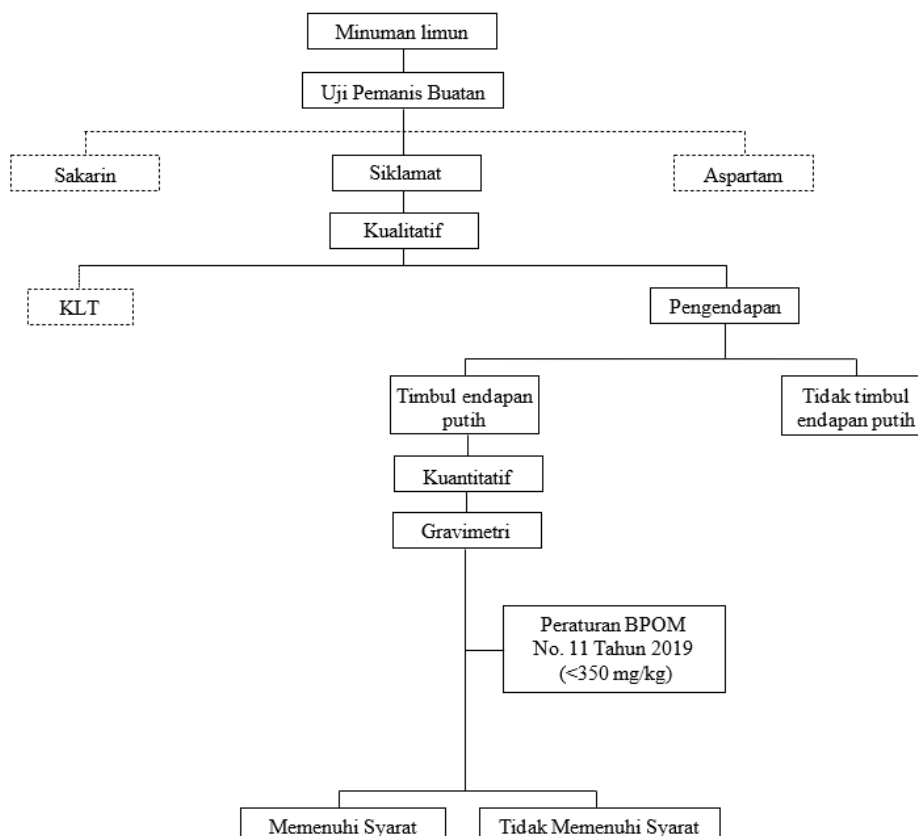 Minuman limun
Uji Pemanis Buatan
Sakarin
Siklamat
Aspartam
Kualitatif
KLT
Pengendapan
Timbul endapan
putih
Tidak timbul
endapan putih
Kuantitatif
Gravimetri
Peraturan BPOM
No. 11 Tahun 2019
(<350 mg/kg)
Memenuhi Syarat
Tidak Memenuhi Syarat